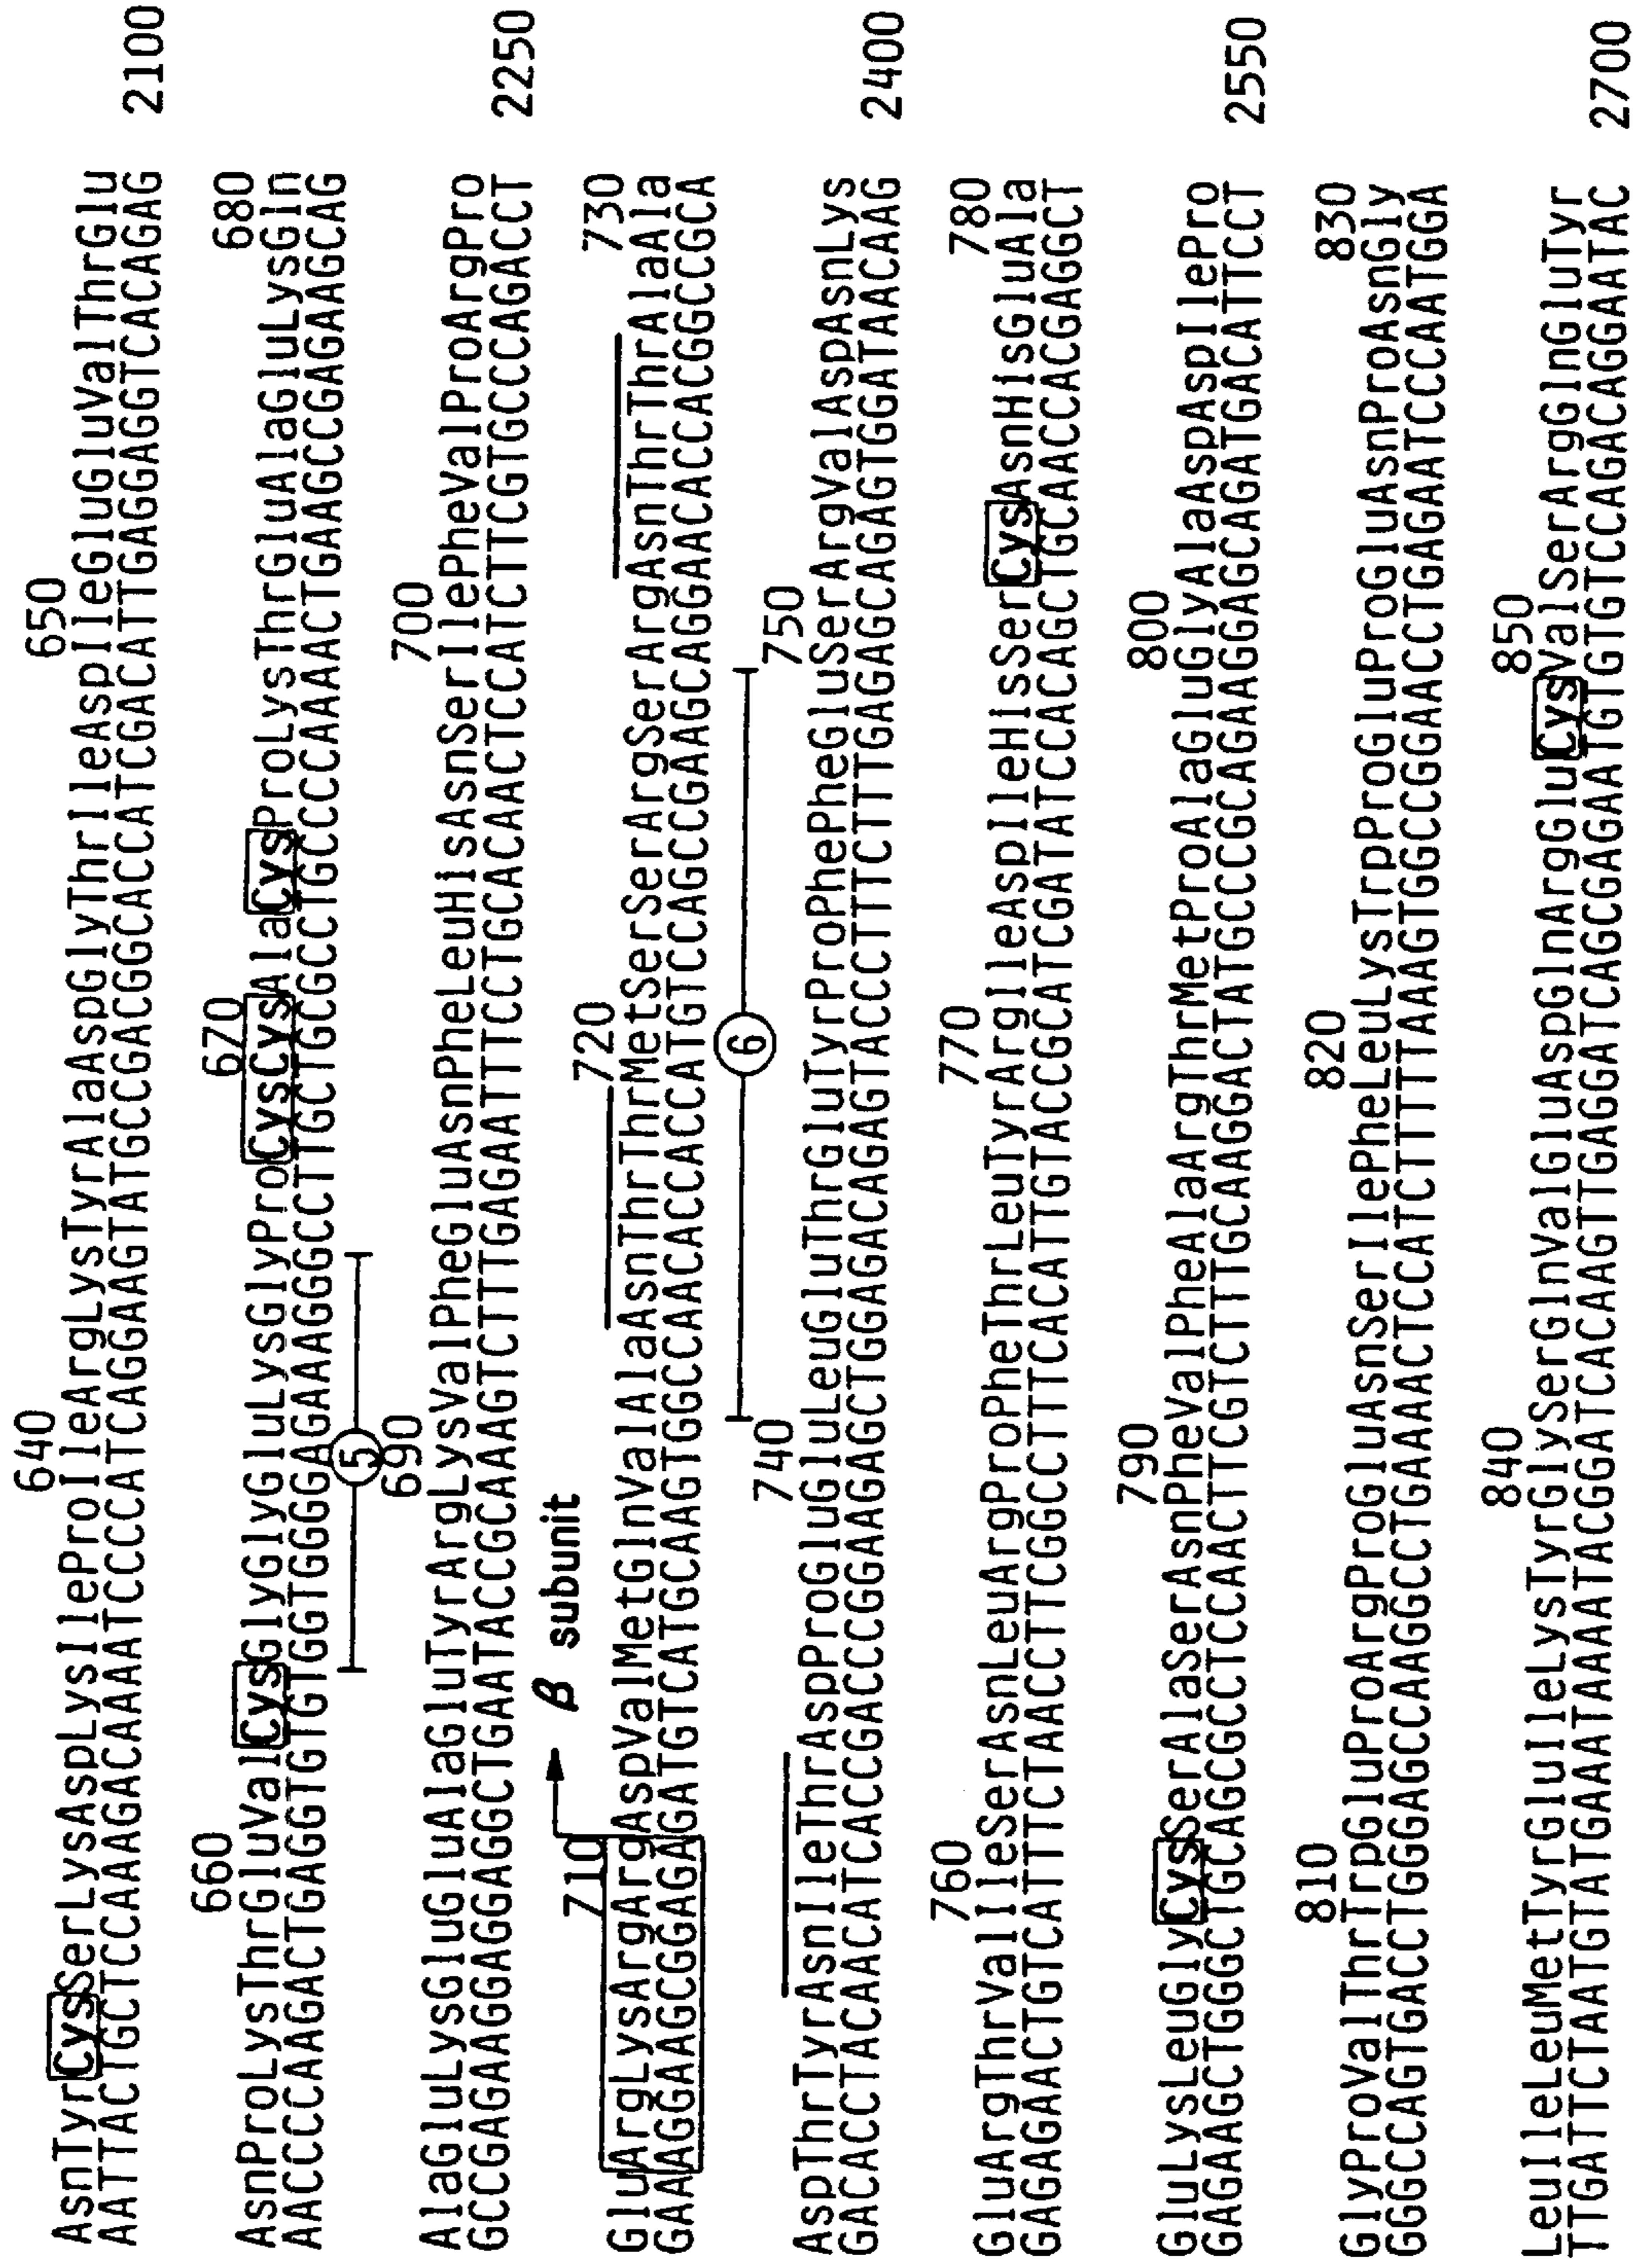 640 650
AsnTyrCysSerLysAspLysIleProIleArgLysTyrAlaAspGlyThrIleAspIleGluGluValThrGlu
AATTACTGCTCCAAAGACAAAATCCCCATCAGGAAGTATGCCGACGGCACCATCGACATTGAGGAGGTCACAGAG 2100
660 670 680
AsnProLysThrGluValCysGlyGlyGluLysGlyProCysCysAlaCysProLysThrGluAlaGluLysGln
AACCCCAAGACTGAGGTGTGTGGTGGGGAGAAAGGGCCTTGCTGCGCCTGCCCCAAAACTGAAGCCGAGAAGCAG
5
690 700
AlaGluLysGluGluAlaGluTyrArgLysValPheGluAsnPheLeuHisAsnSerIlePheValProArgPro
GCCGAGAAGGAGGAGGCTGAATACCGCAAAGTCTTTGAGAATTTCCTGCACAACTCCATCTTCGTGCCCAGACCT 2250
β subunit
710 720 730
GluArgLysArgArgAspValMetGlnValAlaAsnThrThrMetSerSerArgSerArgAsnThrThrAlaAla
GAAAGGAAGCGGAGAGATGTCATGCAAGTGGCCAACACCACCATGTCCAGCCGAAGCAGGAACACCACGGCCGCA
6
740 750
AspThrTyrAsnIleThrAspProGluGluLeuGluThrGluTyrProPhePheGluSerArgValAspAsnLys
GACACCTACAACATCACCGACCCGGAAGAGCTGGAGACAGAGTACCCTTTCTTTGAGAGCAGAGTGGATAACAAG 2400
760 770 780
GluArgThrValIleSerAsnLeuArgProPheThrLeuTyrArgIleAspIleHisSerCysAsnHisGluAla
GAGAGAACTGTCATTTCTAACCTTCGGCCTTTCACATTGTACCGCATCGATATCCACAGCTGCAACCACGAGGCT
790 800
GluLysLeuGlyCysSerAlaSerAsnPheValPheAlaArgThrMetProAlaGluGlyAlaAspAspIlePro
GAGAAGCTGGGCTGCAGCGCCTCCAACTTCGTCTTTGCAAGGACTATGCCCGCAGAAGGAGCAGATGACATTCCT 2550
810 820 830
GlyProValThrTrpGluProArgProGluAsnSerIlePheLeuLysTrpProGluProGluAsnProAsnGly
GGGCCAGTGACCTGGGAGCCAAGGCCTGAAAACTCCATCTTTTTAAAGTGGCCGGAACCTGAGAATCCCAATGGA
840 850
LeuIleLeuMetTyrGluIleLysTyrGlySerGlnValGluAspGlnArgGluCysValSerArgGlnGluTyr
TTGATTCTAATGTATGAAATAAAATACGGATCACAAGTTGAGGATCAGCGAGAATGTGTGTCCAGACAGGAATAC 2700